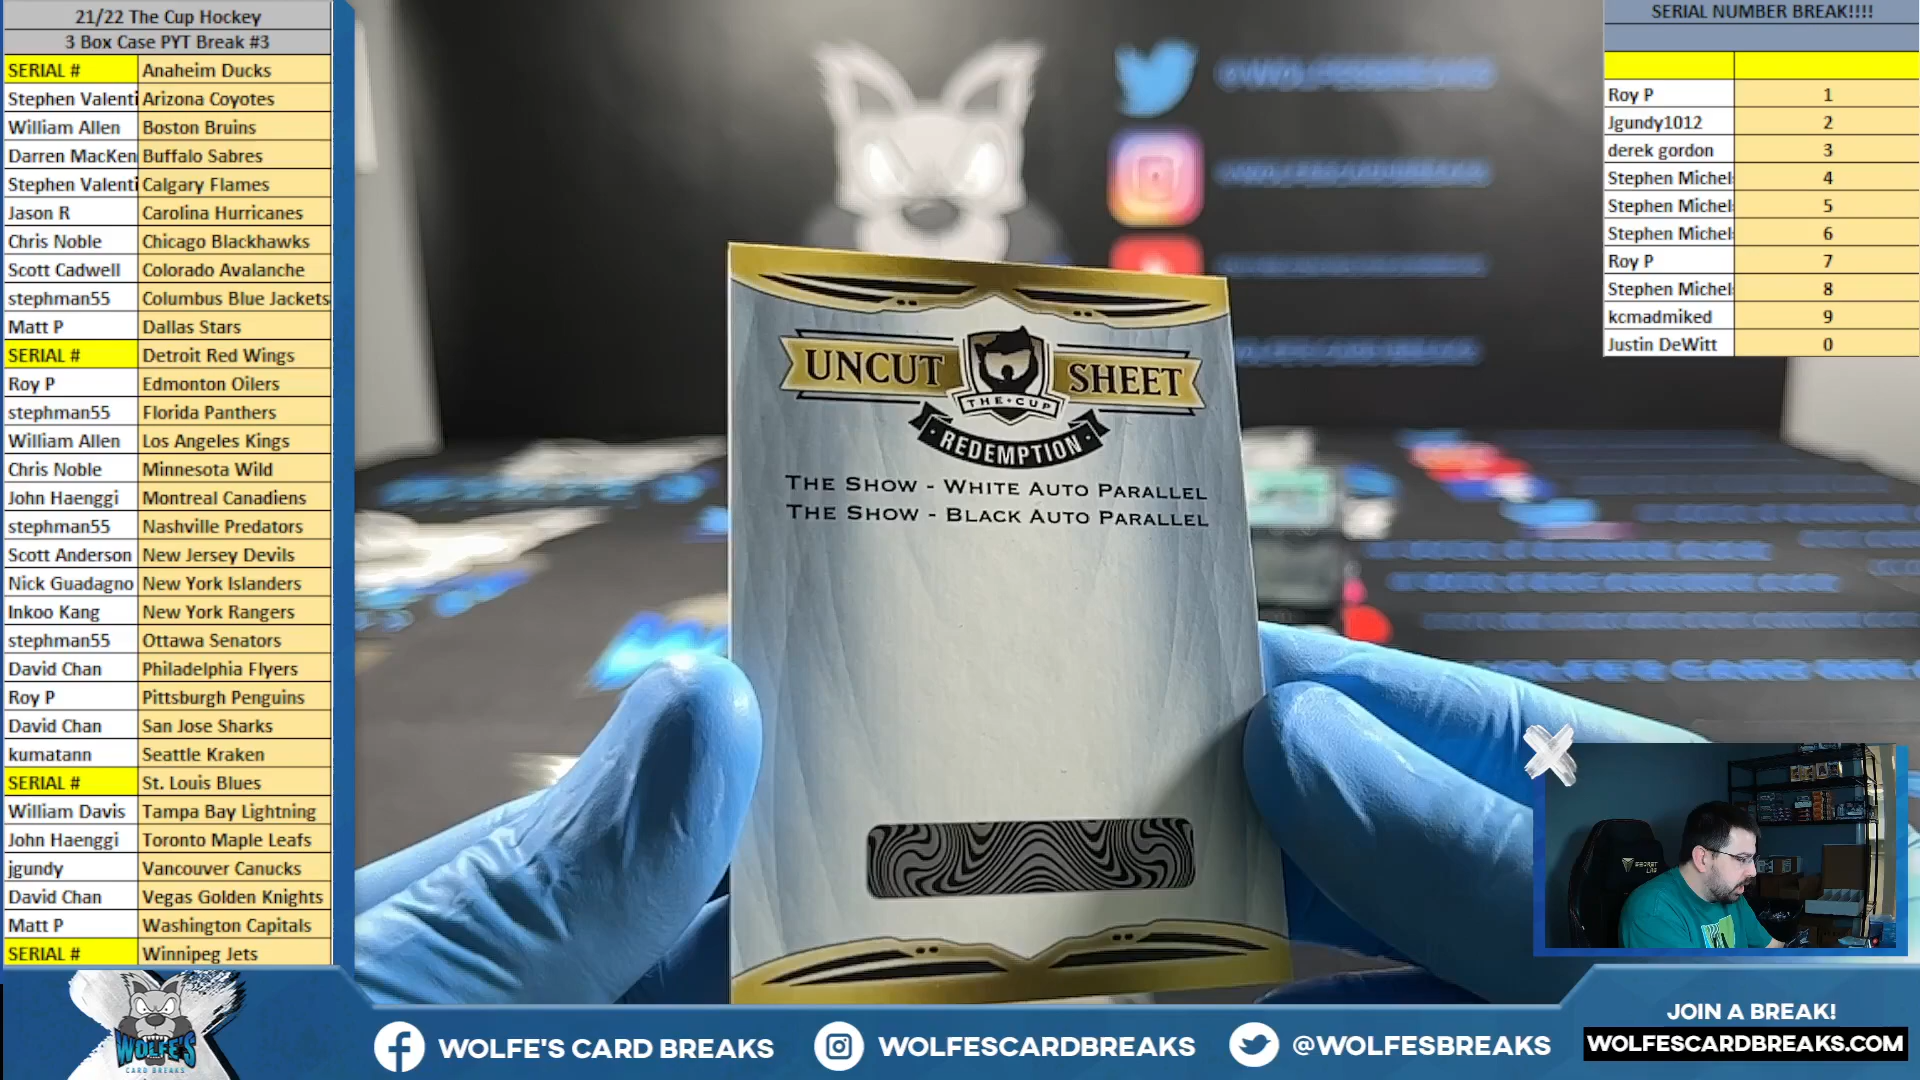 21/22 The Cup Hockey
3 Box Case PYT Break #3
SERIAL # Anaheim Ducks
Stephen Valenti Arizona Coyotes
William Allen Boston Bruins
Darren MacKen Buffalo Sabres
Stephen Valenti Calgary Flames
Jason R Carolina Hurricanes
Chris Noble Chicago Blackhawks
Scott Cadwell Colorado Avalanche
stephman55 Columbus Blue Jackets
Matt P Dallas Stars
SERIAL # Detroit Red Wings
Roy P Edmonton Oilers
stephman55 Florida Panthers
William Allen Los Angeles Kings
Chris Noble Minnesota Wild
John Haenggi Montreal Canadiens
stephman55 Nashville Predators
Scott Anderson New Jersey Devils
Nick Guadagno New York Islanders
Inkoo Kang New York Rangers
stephman55 Ottawa Senators
David Chan Philadelphia Flyers
Roy P Pittsburgh Penguins
David Chan San Jose Sharks
kumatann Seattle Kraken
SERIAL # St. Louis Blues
William Davis Tampa Bay Lightning
John Haenggi Toronto Maple Leafs
jgundy Vancouver Canucks
David Chan Vegas Golden Knights
Matt P Washington Capitals
SERIAL # Winnipeg Jets
UNCUT SHEET
THE CUP
REDEMPTION
THE SHOW - WHITE AUTO PARALLEL
THE SHOW - BLACK AUTO PARALLEL
SERIAL NUMBER BREAK!!!!
Roy P 1
Jgundy1012 2
derek gordon 3
Stephen Michel 4
Stephen Michel 5
Stephen Michel 6
Roy P 7
Stephen Michel 8
kcmadmiked 9
Justin DeWitt 0
WOLFE'S
CARD BREAKS
WOLFE'S CARD BREAKS
WOLFESCARDBREAKS
@WOLFESBREAKS
JOIN A BREAK!
WOLFESCARDBREAKS.COM